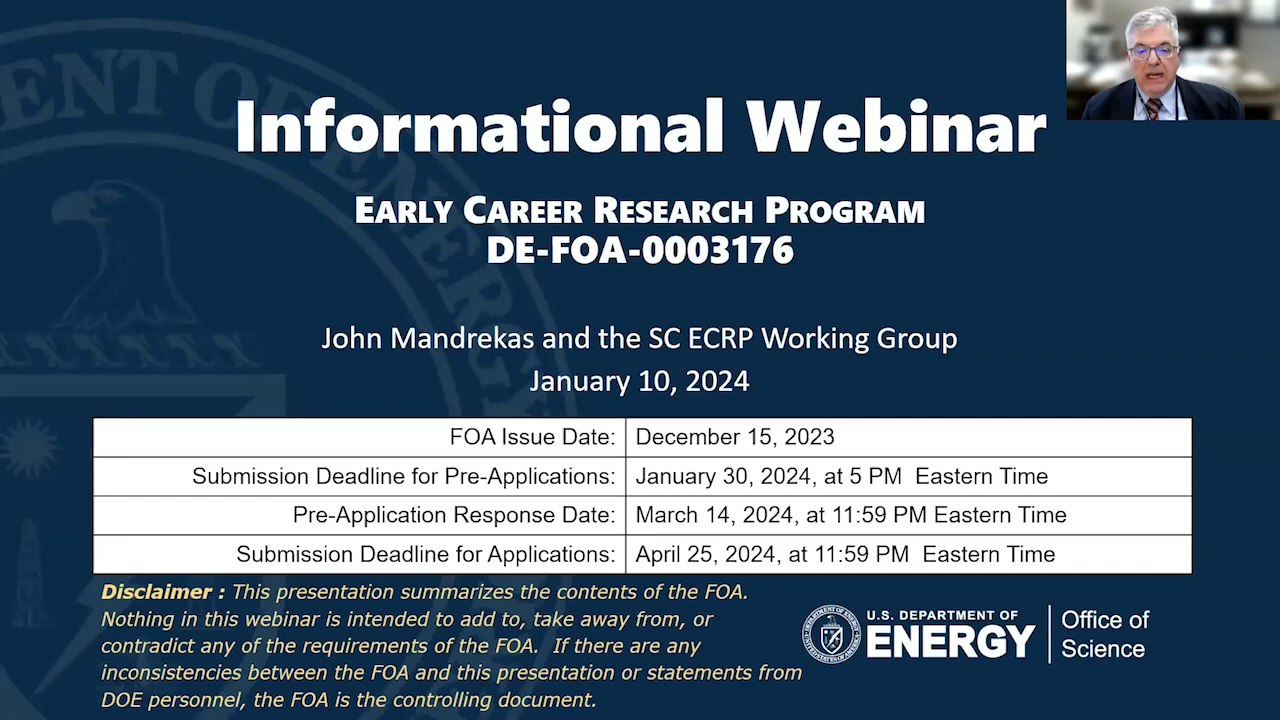 Informational Webinar
EARLY CAREER RESEARCH PROGRAM
DE-FOA-0003176
John Mandrekas and the SC ECRP Working Group
January 10, 2024
FOA Issue Date: December 15, 2023
Submission Deadline for Pre-Applications: January 30, 2024, at 5 PM Eastern Time
Pre-Application Response Date: March 14, 2024, at 11:59 PM Eastern Time
Submission Deadline for Applications: April 25, 2024, at 11:59 PM Eastern Time
Disclaimer : This presentation summarizes the contents of the FOA.
Nothing in this webinar is intended to add to, take away from, or
contradict any of the requirements of the FOA. If there are any
inconsistencies between the FOA and this presentation or statements from
DOE personnel, the FOA is the controlling document.
U.S. DEPARTMENT OF
ENERGY
Office of
Science